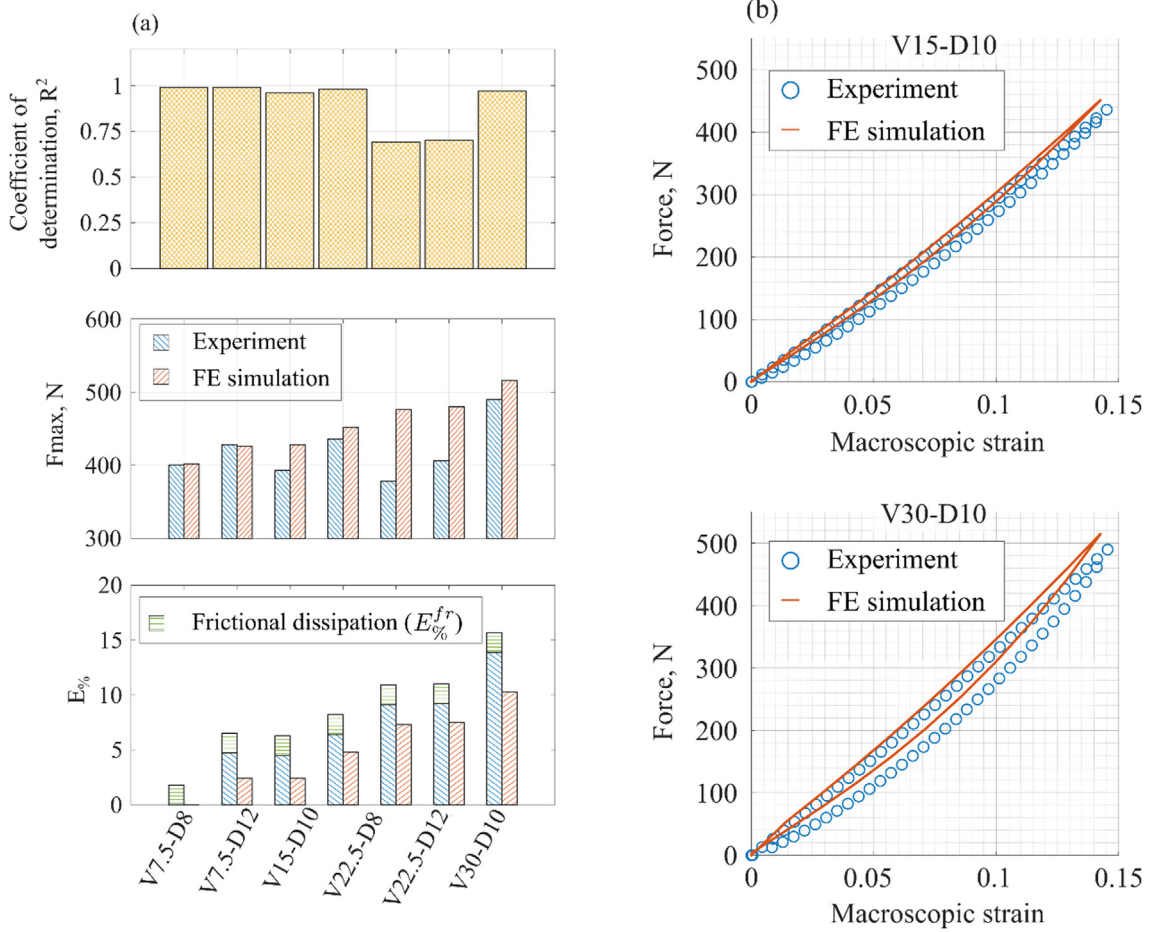 (a)
Coefficient of
determination, R²
1
0.75
0.5
0.25
0
600
500
400
300
Fmax, N
Experiment
FE simulation
20
15
10
5
0
E%
Frictional dissipation (E^{fr}_{%})
V7.5-D8
V7.5-D12
V15-D10
V22.5-D8
V22.5-D12
V30-D10
(b)
V15-D10
500
400
300
200
100
0
Force, N
Experiment
FE simulation
0
0.05
0.1
0.15
Macroscopic strain
V30-D10
500
400
300
200
100
0
Force, N
Experiment
FE simulation
0
0.05
0.1
0.15
Macroscopic strain